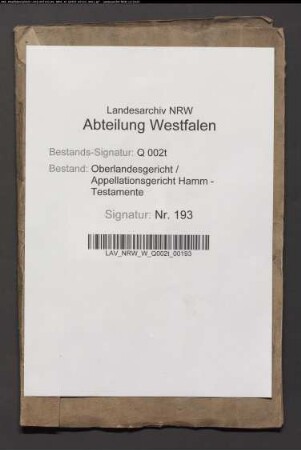 Landesarchiv NRW
Abteilung Westfalen
Bestands-Signatur: Q 002t
Bestand: Oberlandesgericht /
Appellationsgericht Hamm -
Testamente
Signatur: Nr. 193
LAV_NRW_W_Q002t_00193